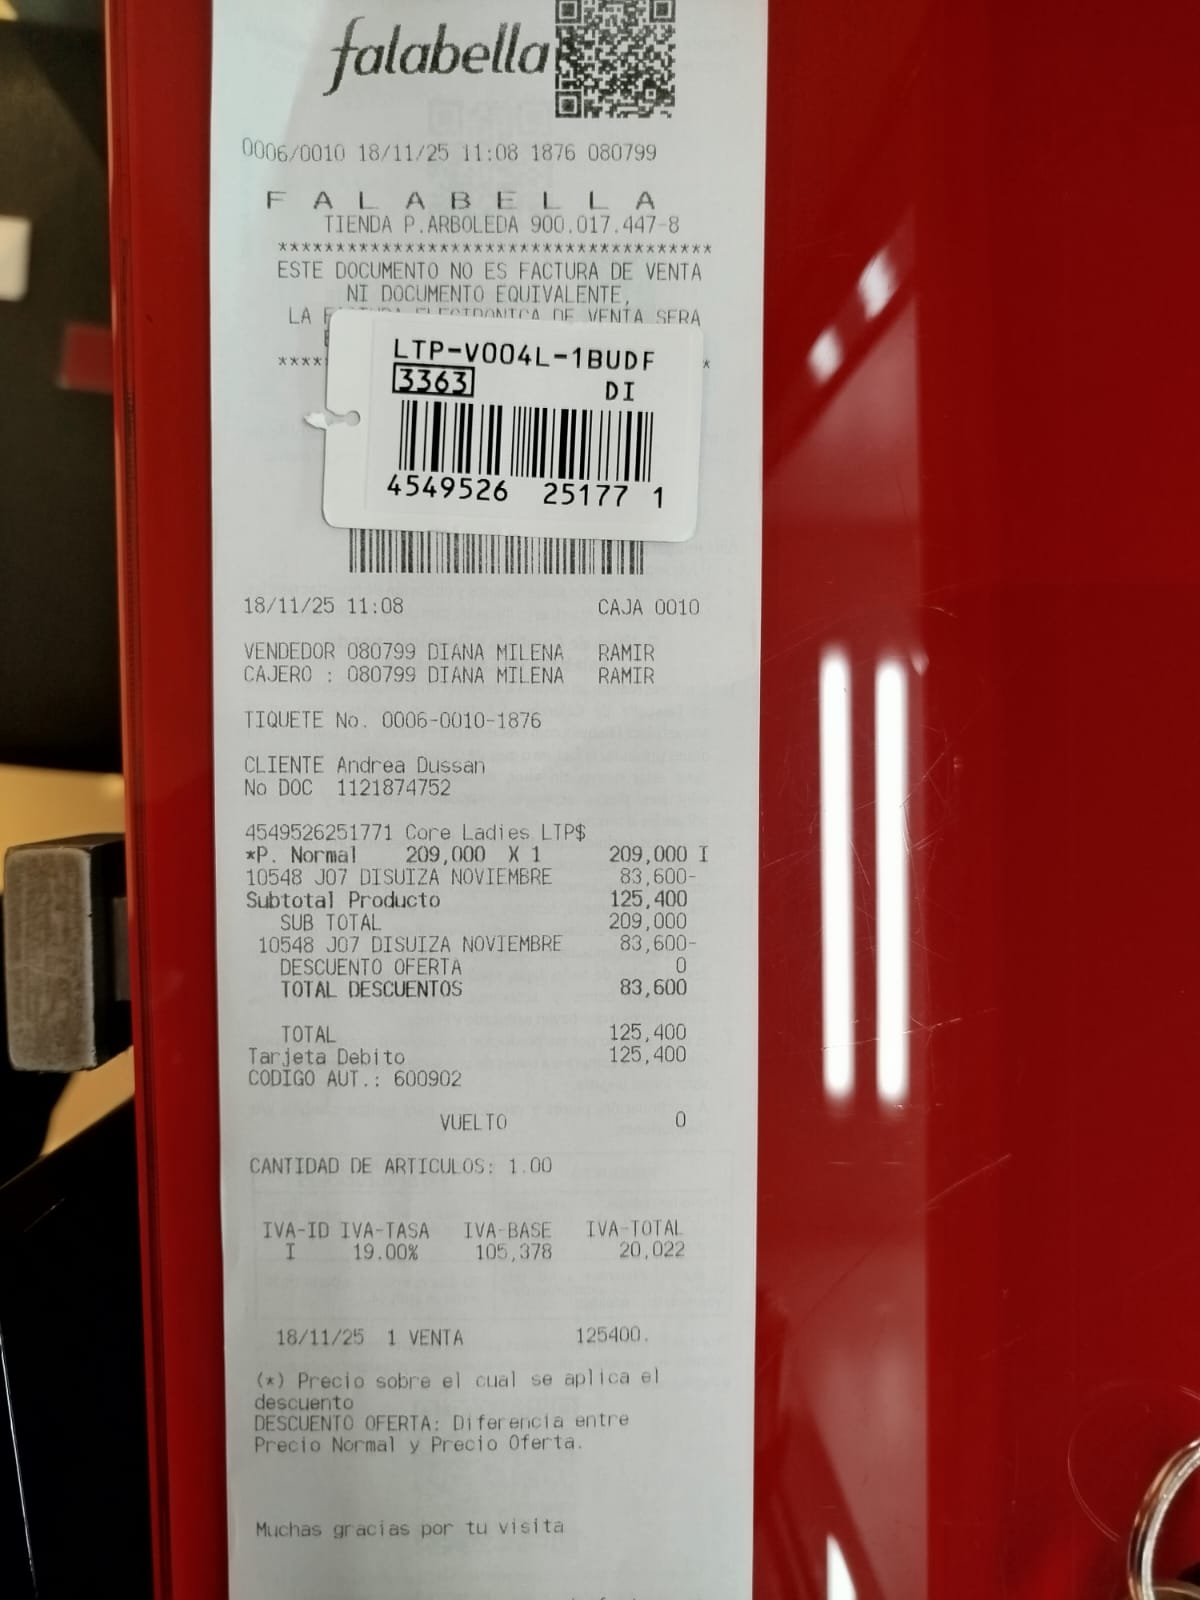 falabella
0006/0010 18/11/25 11:08 1876 080799
F A L A B E L L A
TIENDA P.ARBOLEDA 900.017.447-8
*************************************
ESTE DOCUMENTO NO ES FACTURA DE VENTA
NI DOCUMENTO EQUIVALENTE,
LA FACTURA ELECTRONICA DE VENTA SERA
LTP-V004L-1BUDF
3363 DI
4549526 25177 1
18/11/25 11:08 CAJA 0010
VENDEDOR 080799 DIANA MILENA RAMIR
CAJERO : 080799 DIANA MILENA RAMIR
TIQUETE No. 0006-0010-1876
CLIENTE Andrea Dussan
No DOC 1121874752
4549526251771 Core Ladies LTP$
*P. Normal 209,000 X 1 209,000 I
10548 J07 DISUIZA NOVIEMBRE 83,600-
Subtotal Producto 125,400
SUB TOTAL 209,000
10548 J07 DISUIZA NOVIEMBRE 83,600-
DESCUENTO OFERTA 0
TOTAL DESCUENTOS 83,600
TOTAL 125,400
Tarjeta Debito 125,400
CODIGO AUT.: 600902
VUELTO 0
CANTIDAD DE ARTICULOS: 1.00
IVA-ID IVA-TASA IVA-BASE IVA-TOTAL
I 19.00% 105,378 20,022
18/11/25 1 VENTA 125400.
(*) Precio sobre el cual se aplica el
descuento
DESCUENTO OFERTA: Diferencia entre
Precio Normal y Precio Oferta.
Muchas gracias por tu visita